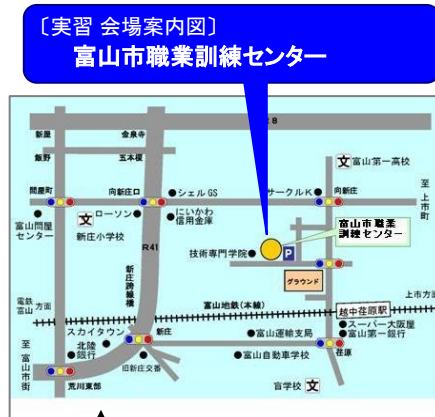 〔実習 会場案内図〕
富山市職業訓練センター
R 8
新屋
金泉寺
飯野
五本榎
文 富山第一高校
問屋町
向新庄口
シェル GS
サークルK
向新庄
至 上市町
富山問屋
センター
文 ローソン
新庄小学校
にいかわ
信用金庫
富山市職業
訓練センター
R41
技術専門学院
P
新庄跨線橋
グラウンド
電鉄
富山 方面
富山地鉄(本線)
越中荏原駅
上市方面
スカイタウン
新庄
富山運輸支局
スーパー大阪屋
富山第一銀行
至 富山市街
北陸
銀行
旧新庄交番
富山自動車学校
荏原
荒川東部
盲学校 文